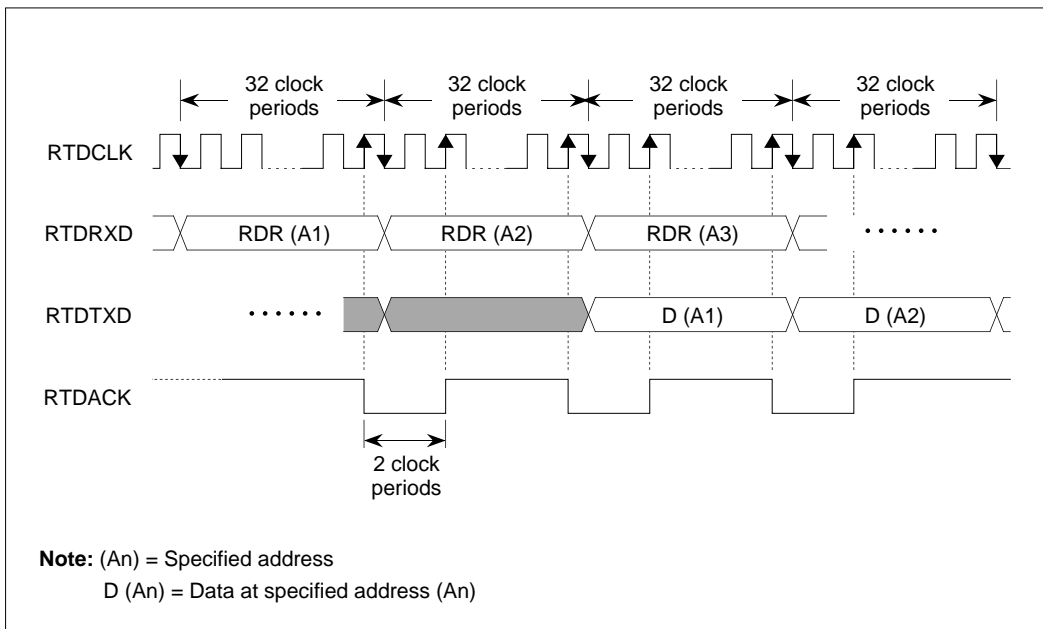 32 clock periods
32 clock periods
32 clock periods
32 clock periods
RTDCLK
RTDRXD
RDR (A1)
RDR (A2)
RDR (A3)
······
RTDTXD
······
D (A1)
D (A2)
RTDACK
2 clock
periods
Note: (An) = Specified address
D (An) = Data at specified address (An)